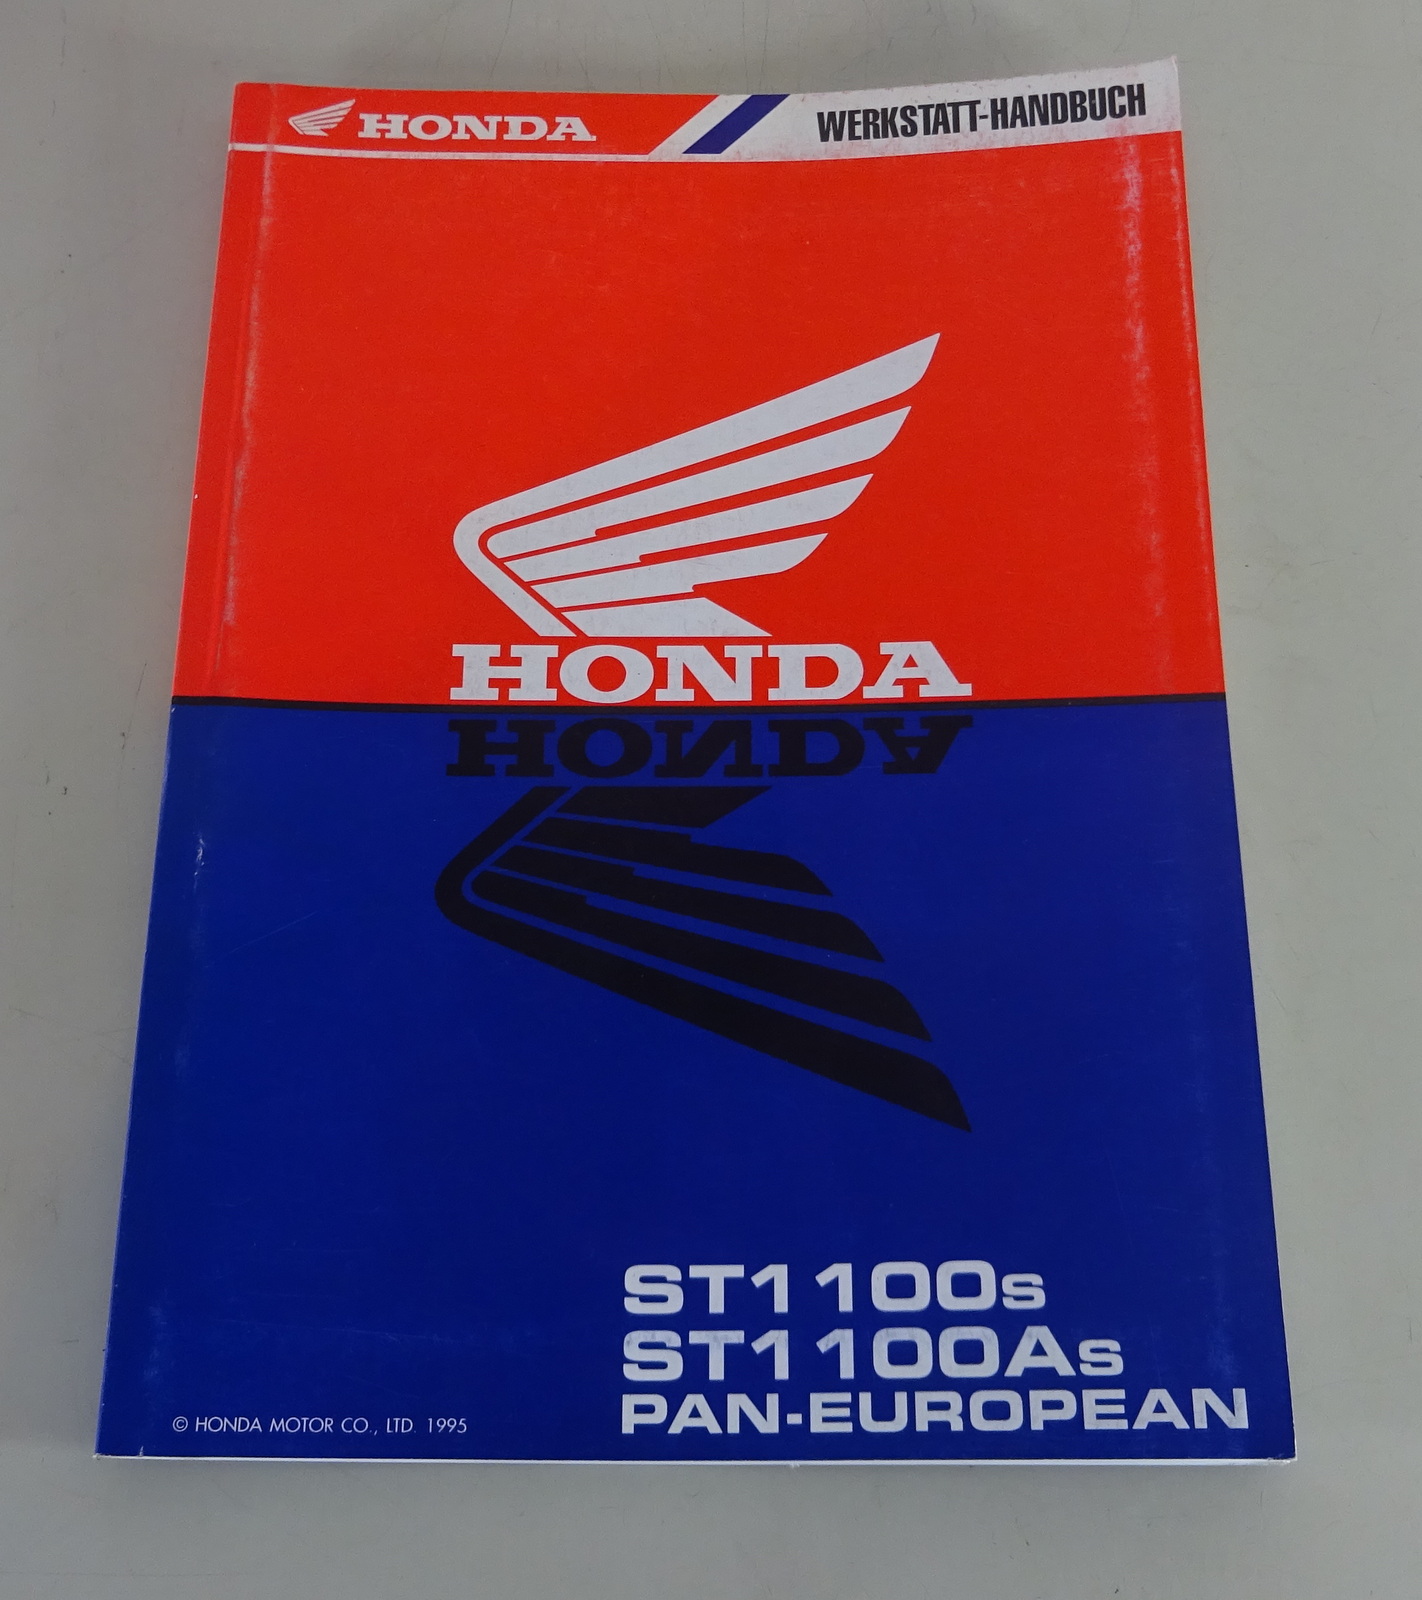 HONDA
WERKSTATT-HANDBUCH
HONDA
HONDA
ST1100s
ST1100As
PAN-EUROPEAN
© HONDA MOTOR CO., LTD. 1995